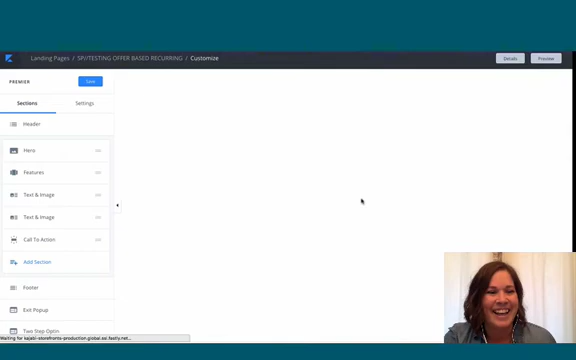 Landing Pages / SP//TESTING OFFER BASED RECURRING / Customize
Details
Preview
PREMIER
Save
Sections
Settings
Header
Hero
Features
Text & Image
Text & Image
Call To Action
Add Section
Footer
Exit Popup
Two Step Optin
Waiting for kajabi-storefronts-production.global.ssl.fastly.net...